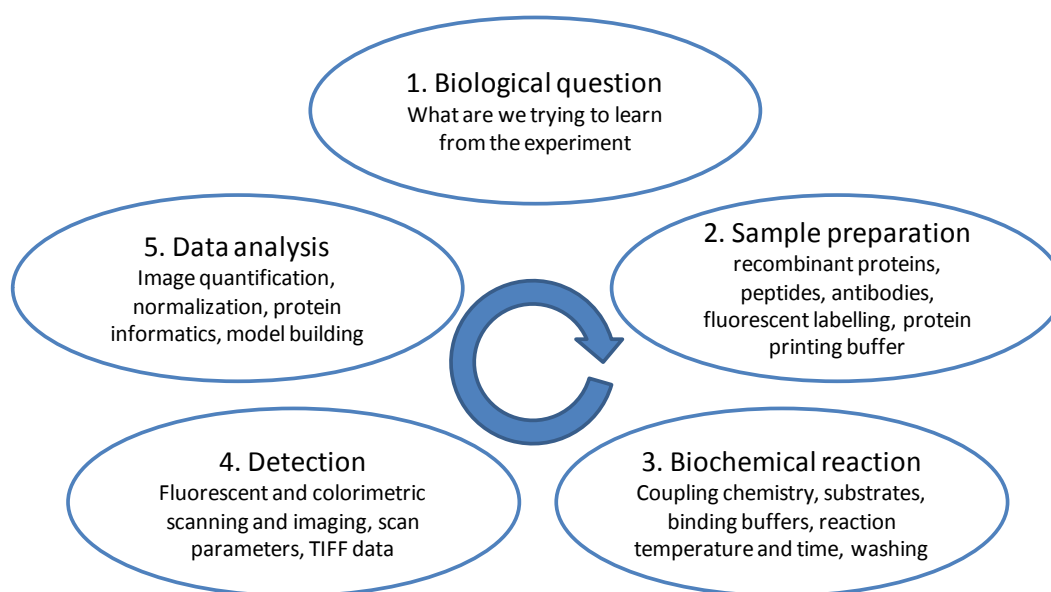 1. Biological question
What are we trying to learn
from the experiment
2. Sample preparation
recombinant proteins,
peptides, antibodies,
fluorescent labelling, protein
printing buffer
3. Biochemical reaction
Coupling chemistry, substrates,
binding buffers, reaction
temperature and time, washing
4. Detection
Fluorescent and colorimetric
scanning and imaging, scan
parameters, TIFF data
5. Data analysis
Image quantification,
normalization, protein
informatics, model building